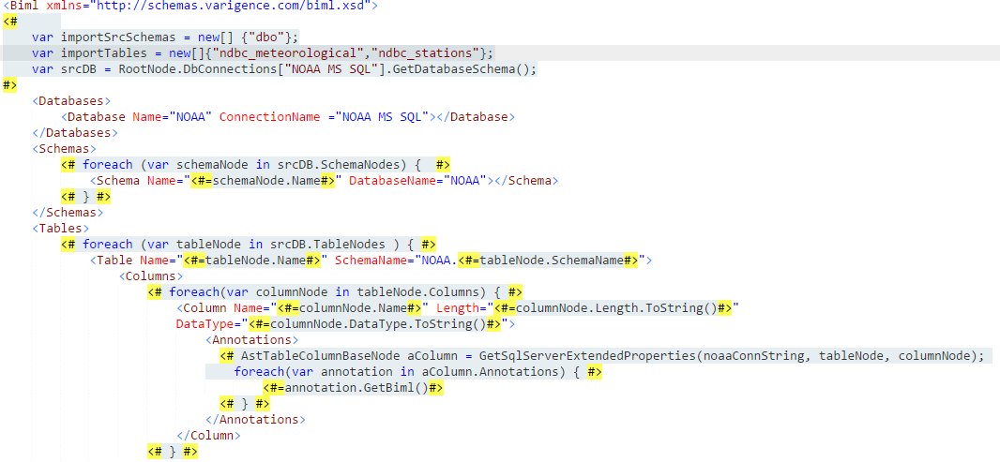 <Biml xmlns="http://schemas.varigence.com/biml.xsd">
<#
    var importSrcSchemas = new[] {"dbo"};
    var importTables = new[]{"ndbc_meteorological","ndbc_stations"};
    var srcDB = RootNode.DbConnections["NOAA MS SQL"].GetDatabaseSchema();
#>
    <Databases>
        <Database Name="NOAA" ConnectionName ="NOAA MS SQL"></Database>
    </Databases>
    <Schemas>
        <# foreach (var schemaNode in srcDB.SchemaNodes) {  #>
            <Schema Name="<#=schemaNode.Name#>" DatabaseName="NOAA"></Schema>
        <# } #>
    </Schemas>
    <Tables>
        <# foreach (var tableNode in srcDB.TableNodes ) { #>
            <Table Name="<#=tableNode.Name#>" SchemaName="NOAA.<#=tableNode.SchemaName#>">
                <Columns>
                    <# foreach(var columnNode in tableNode.Columns) { #>
                        <Column Name="<#=columnNode.Name#>" Length="<#=columnNode.Length.ToString()#>"
                        DataType="<#=columnNode.DataType.ToString()#>">
                            <Annotations>
                              <# AstTableColumnBaseNode aColumn = GetSqlServerExtendedProperties(noaaConnString, tableNode, columnNode);
                                foreach(var annotation in aColumn.Annotations) { #>
                                    <#=annotation.GetBiml()#>
                              <# } #>
                            </Annotations>
                        </Column>
                    <# } #>